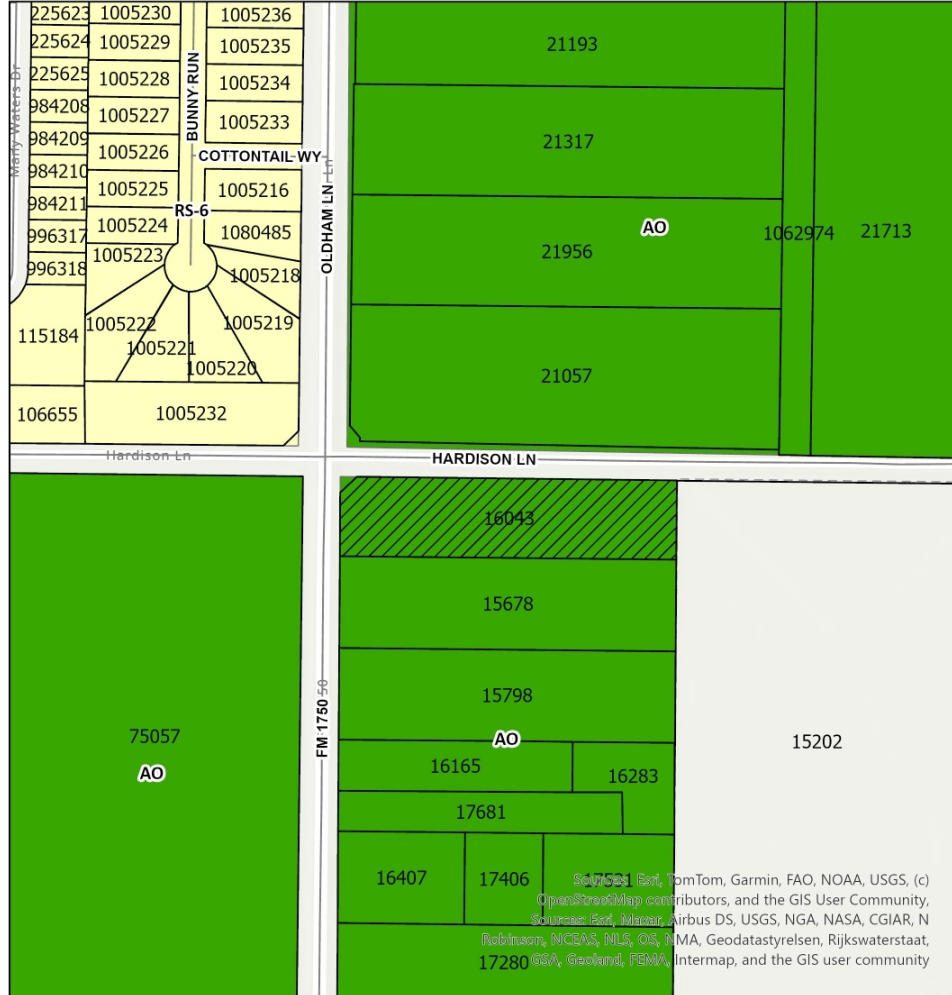 225623
1005230
1005236
225624
1005229
1005235
21193
225625
1005228
1005234
Marly Waters Dr
BUNNY RUN
984208
1005227
1005233
984209
1005226
21317
COTTONTAIL WY
Ln
984210
1005225
1005216
984211
RS-6
OLDHAM LN
996317
1005224
1080485
AO
1062974
21713
996318
1005223
21956
1005218
115184
1005222
1005219
1005221
1005220
21057
106655
1005232
Hardison Ln
HARDISON LN
16043
15678
15798
FM 1750
50
75057
AO
AO
15202
16165
16283
17681
16407
17406
Sources: Esri, TomTom, Garmin, FAO, NOAA, USGS, (c)
OpenStreetMap contributors, and the GIS User Community,
Sources: Esri, Maxar, Airbus DS, USGS, NGA, NASA, CGIAR, N
Robinson, NCEAS, NLS, OS, NMA, Geodatastyrelsen, Rijkswaterstaat,
17280
GSA, Geoland, FEMA, Intermap, and the GIS user community